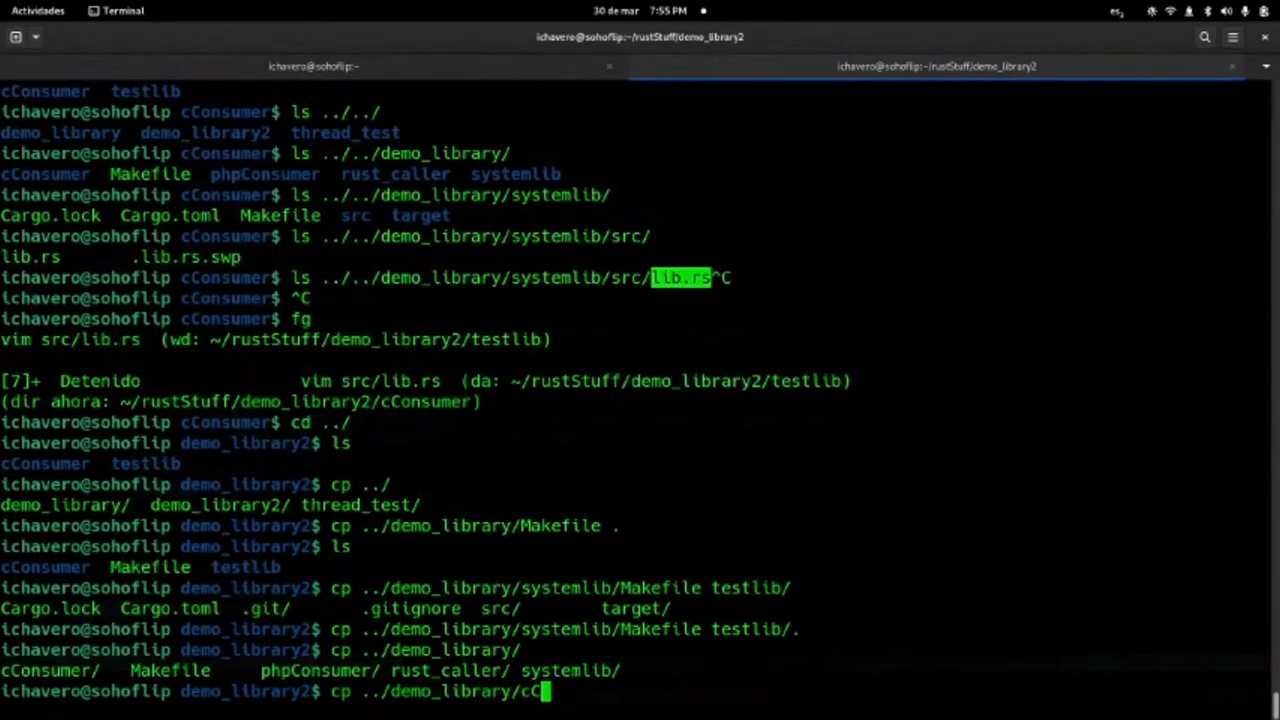 Actividades Terminal 30 de mar 7:55 PM es2
ichavero@sohoflip:~/rustStuff/demo_library2
ichavero@sohoflip:~ ichavero@sohoflip:~/rustStuff/demo_library2
cConsumer testlib
ichavero@sohoflip cConsumer$ ls ../../
demo_library demo_library2 thread_test
ichavero@sohoflip cConsumer$ ls ../../demo_library/
cConsumer Makefile phpConsumer rust_caller systemlib
ichavero@sohoflip cConsumer$ ls ../../demo_library/systemlib/
Cargo.lock Cargo.toml Makefile src target
ichavero@sohoflip cConsumer$ ls ../../demo_library/systemlib/src/
lib.rs .lib.rs.swp
ichavero@sohoflip cConsumer$ ls ../../demo_library/systemlib/src/lib.rs^C
ichavero@sohoflip cConsumer$ ^C
ichavero@sohoflip cConsumer$ fg
vim src/lib.rs (wd: ~/rustStuff/demo_library2/testlib)
[7]+ Detenido vim src/lib.rs (da: ~/rustStuff/demo_library2/testlib)
(dir ahora: ~/rustStuff/demo_library2/cConsumer)
ichavero@sohoflip cConsumer$ cd ../
ichavero@sohoflip demo_library2$ ls
cConsumer testlib
ichavero@sohoflip demo_library2$ cp ../
demo_library/ demo_library2/ thread_test/
ichavero@sohoflip demo_library2$ cp ../demo_library/Makefile .
ichavero@sohoflip demo_library2$ ls
cConsumer Makefile testlib
ichavero@sohoflip demo_library2$ cp ../demo_library/systemlib/Makefile testlib/
Cargo.lock Cargo.toml .git/ .gitignore src/ target/
ichavero@sohoflip demo_library2$ cp ../demo_library/systemlib/Makefile testlib/.
ichavero@sohoflip demo_library2$ cp ../demo_library/
cConsumer/ Makefile phpConsumer/ rust_caller/ systemlib/
ichavero@sohoflip demo_library2$ cp ../demo_library/cC